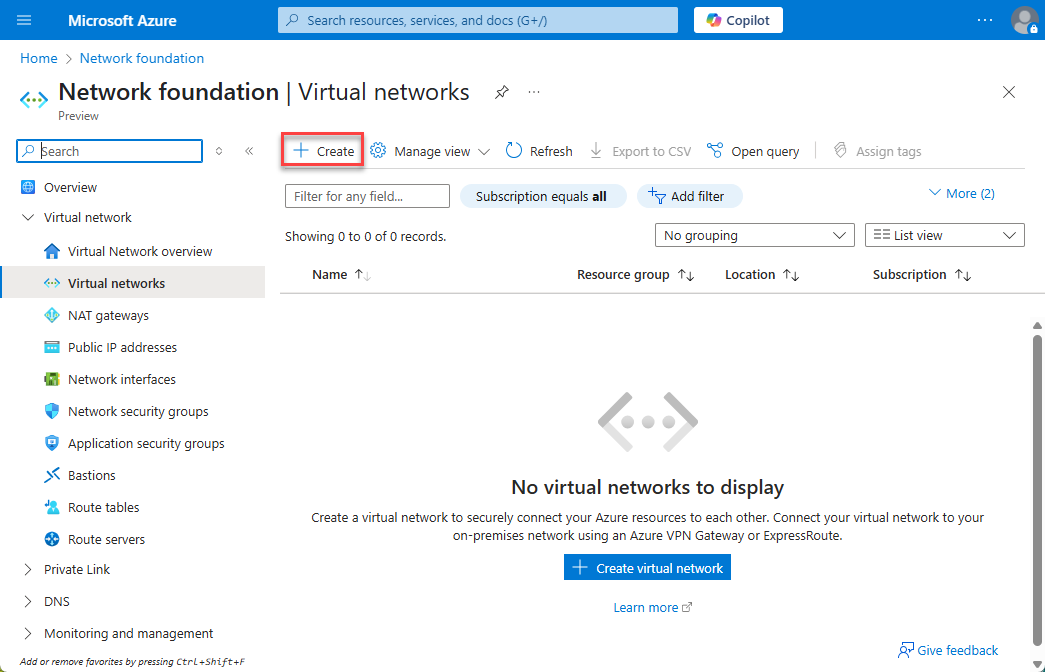 Microsoft Azure
Search resources, services, and docs (G+/)
Copilot
Home > Network foundation
Network foundation | Virtual networks
Preview
Search
Create
Manage view
Refresh
Export to CSV
Open query
Assign tags
Overview
Virtual network
Virtual Network overview
Virtual networks
NAT gateways
Public IP addresses
Network interfaces
Network security groups
Application security groups
Bastions
Route tables
Route servers
Private Link
DNS
Monitoring and management
Add or remove favorites by pressing Ctrl+Shift+F
Filter for any field...
Subscription equals all
Add filter
More (2)
Showing 0 to 0 of 0 records.
No grouping
List view
Name
Resource group
Location
Subscription
No virtual networks to display
Create a virtual network to securely connect your Azure resources to each other. Connect your virtual network to your
on-premises network using an Azure VPN Gateway or ExpressRoute.
Create virtual network
Learn more
Give feedback